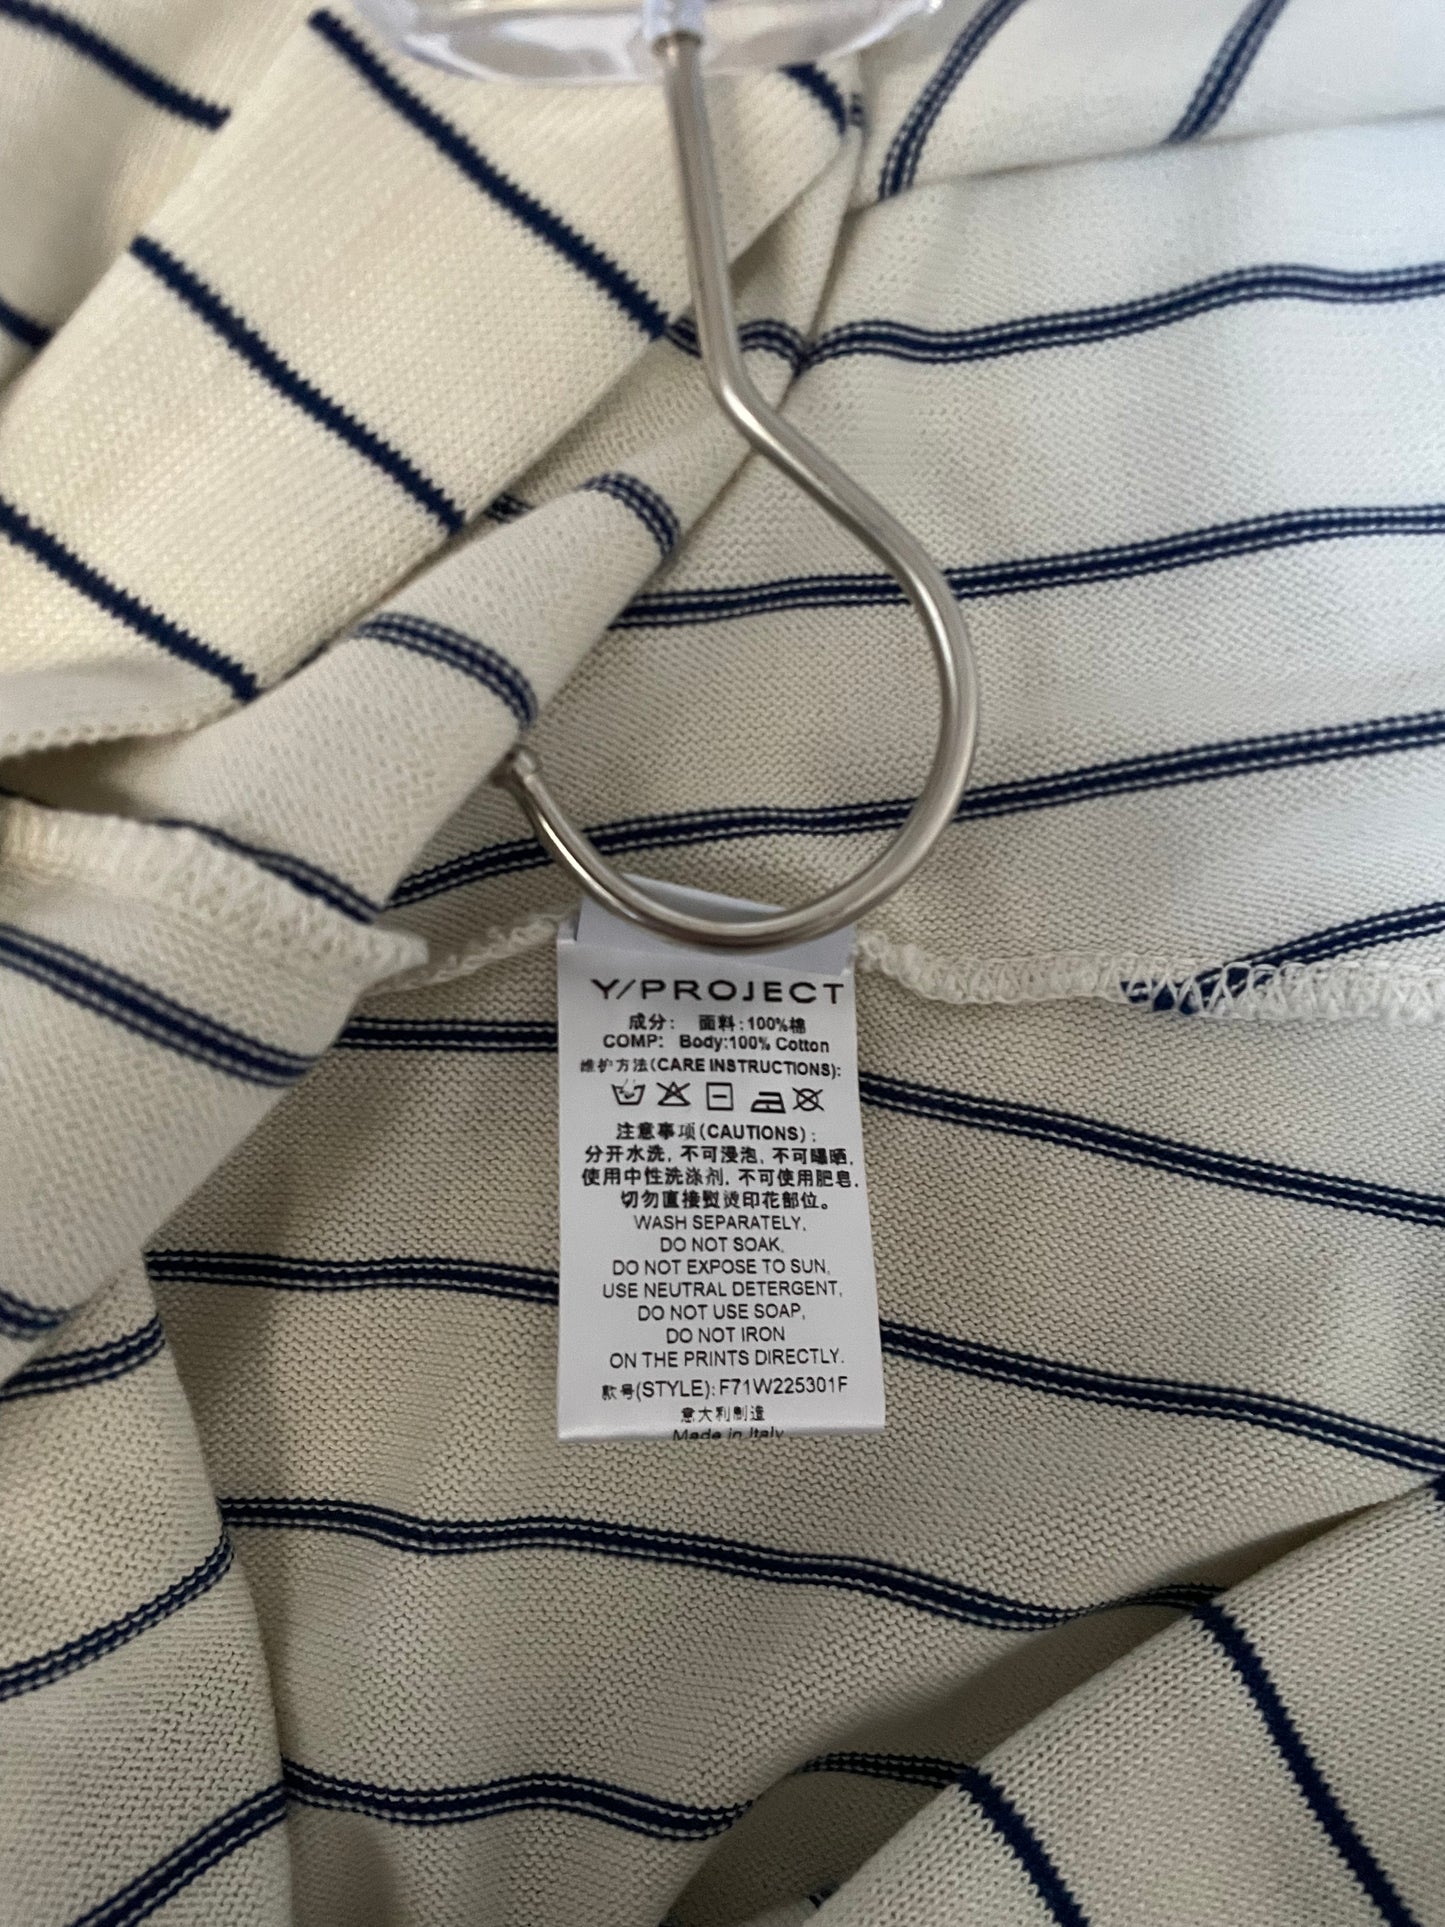 Y/PROJECT
成分: 面料:100%棉
COMP: Body:100% Cotton
维护方法(CARE INSTRUCTIONS):
注意事项(CAUTIONS):
分开水洗, 不可浸泡, 不可曝晒,
使用中性洗涤剂, 不可使用肥皂,
切勿直接熨烫印花部位。
WASH SEPARATELY,
DO NOT SOAK,
DO NOT EXPOSE TO SUN,
USE NEUTRAL DETERGENT,
DO NOT USE SOAP,
DO NOT IRON
ON THE PRINTS DIRECTLY.
款号(STYLE): F71W225301F
意大利制造
Made in Italy